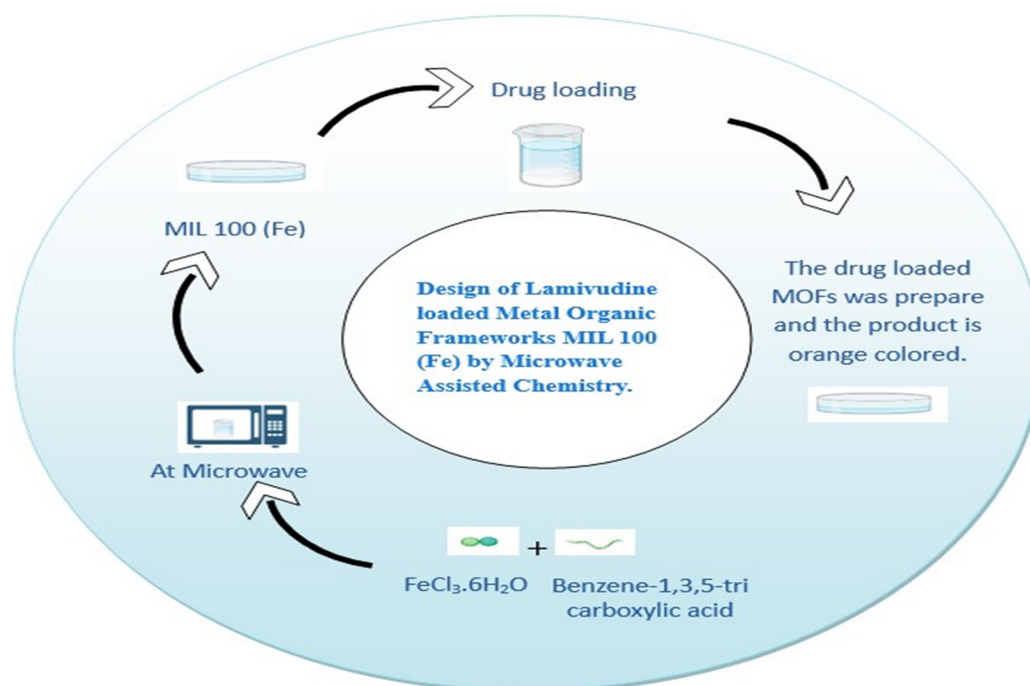 Drug loading
MIL 100 (Fe)
The drug loaded
MOFs was prepare
and the product is
orange colored.
Design of Lamivudine
loaded Metal Organic
Frameworks MIL 100
(Fe) by Microwave
Assisted Chemistry.
At Microwave
+
FeCl₃.6H₂O
Benzene-1,3,5-tri
carboxylic acid